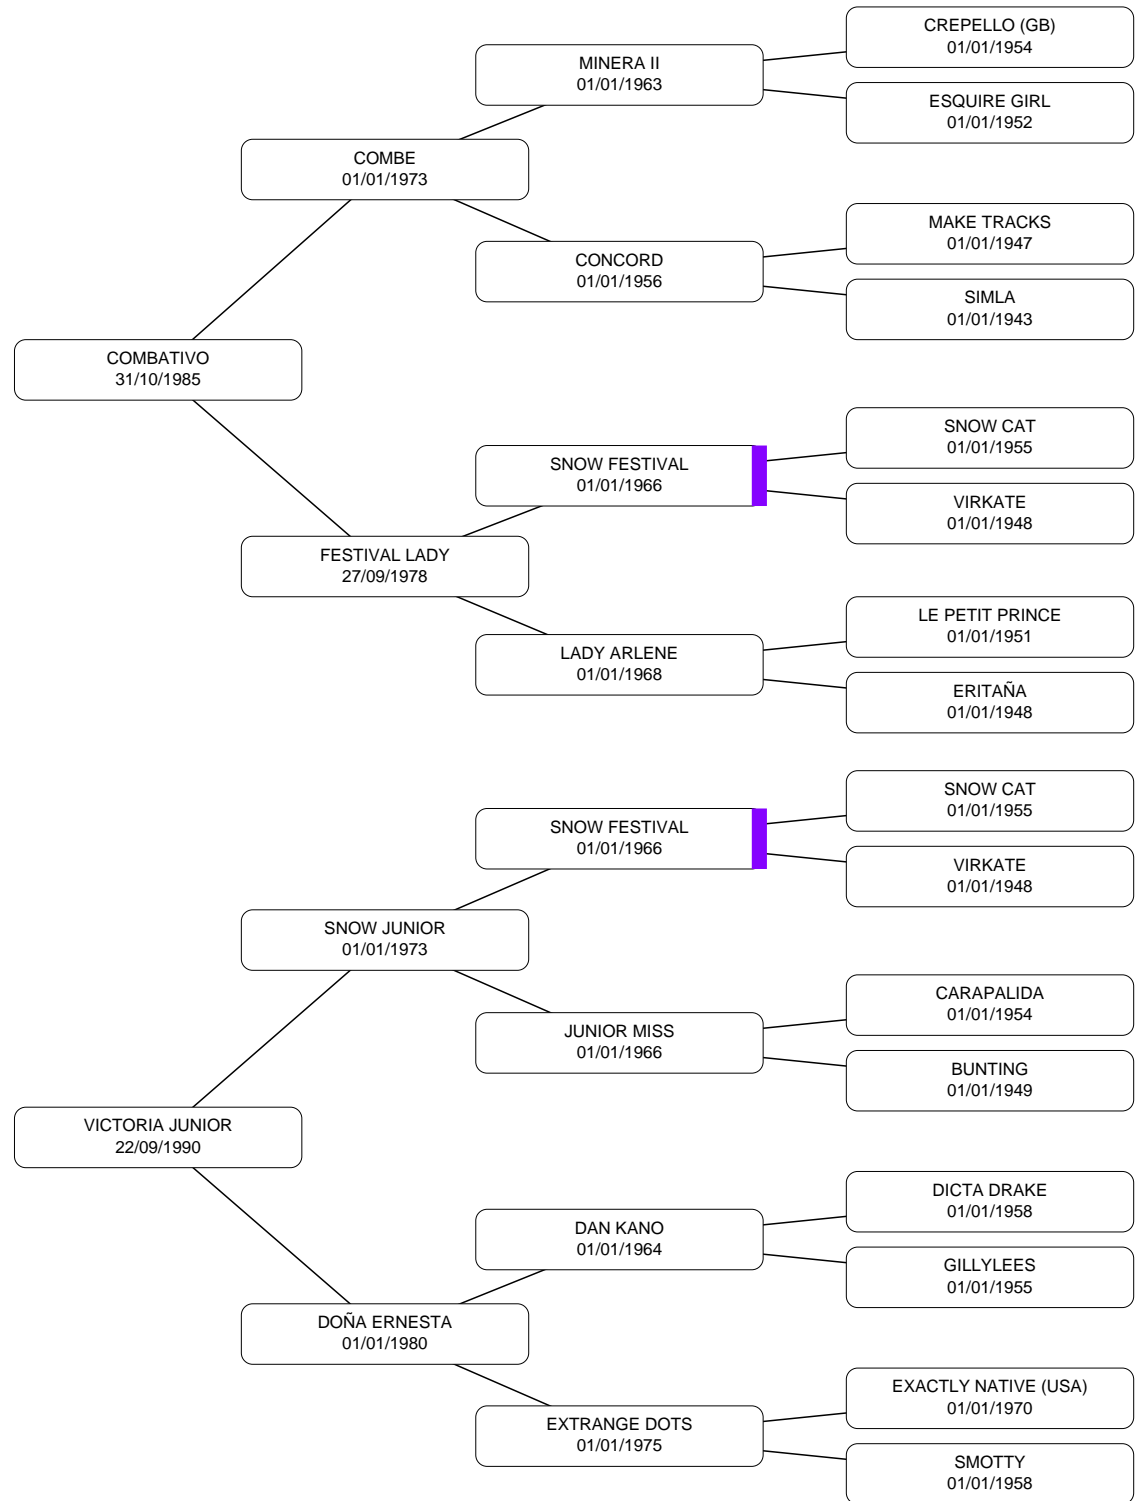 CREPELLO (GB)
01/01/1954
MINERA II
01/01/1963
ESQUIRE GIRL
01/01/1952
COMBE
01/01/1973
MAKE TRACKS
01/01/1947
CONCORD
01/01/1956
SIMLA
01/01/1943
COMBATIVO
31/10/1985
SNOW CAT
01/01/1955
SNOW FESTIVAL
01/01/1966
VIRKATE
01/01/1948
FESTIVAL LADY
27/09/1978
LE PETIT PRINCE
01/01/1951
LADY ARLENE
01/01/1968
ERITAÑA
01/01/1948
SNOW CAT
01/01/1955
SNOW FESTIVAL
01/01/1966
VIRKATE
01/01/1948
SNOW JUNIOR
01/01/1973
CARAPALIDA
01/01/1954
JUNIOR MISS
01/01/1966
BUNTING
01/01/1949
VICTORIA JUNIOR
22/09/1990
DICTA DRAKE
01/01/1958
DAN KANO
01/01/1964
GILLYLEES
01/01/1955
DOÑA ERNESTA
01/01/1980
EXACTLY NATIVE (USA)
01/01/1970
EXTRANGE DOTS
01/01/1975
SMOTTY
01/01/1958